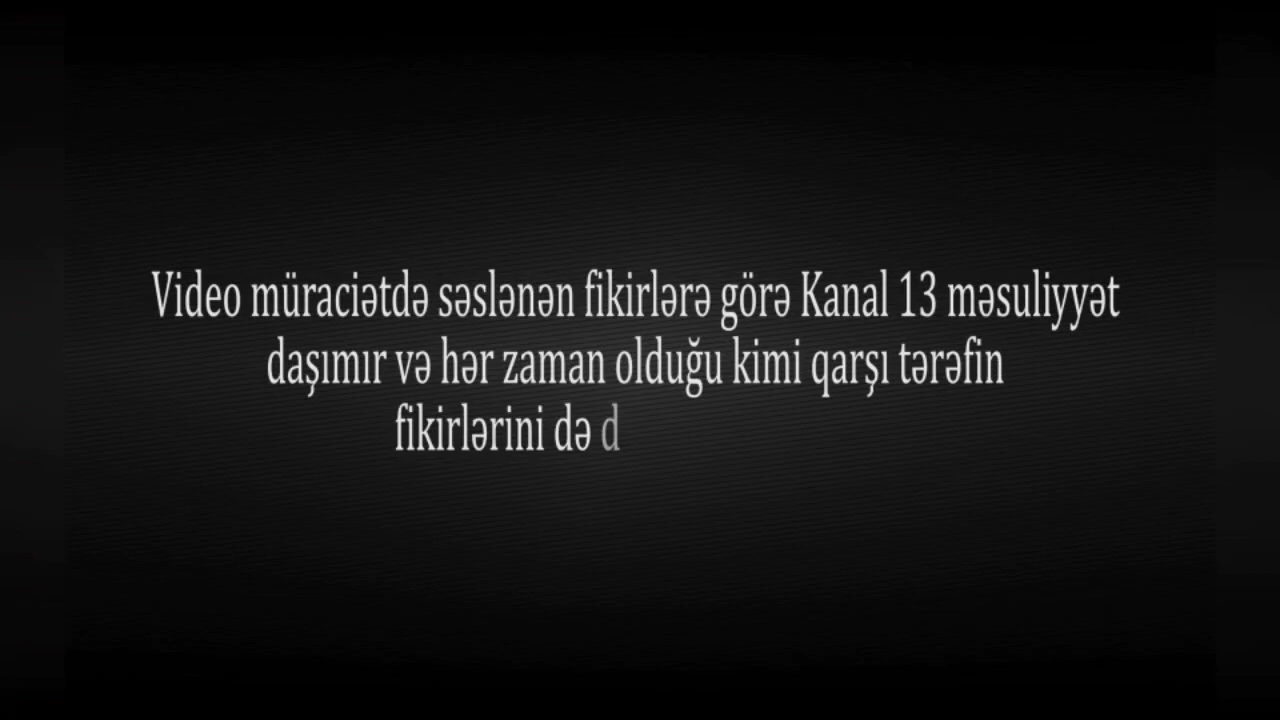 Video müraciətdə səslənən fikirlərə görə Kanal 13 məsuliyyət
daşımır və hər zaman olduğu kimi qarşı tərəfin
fikirlərini də d